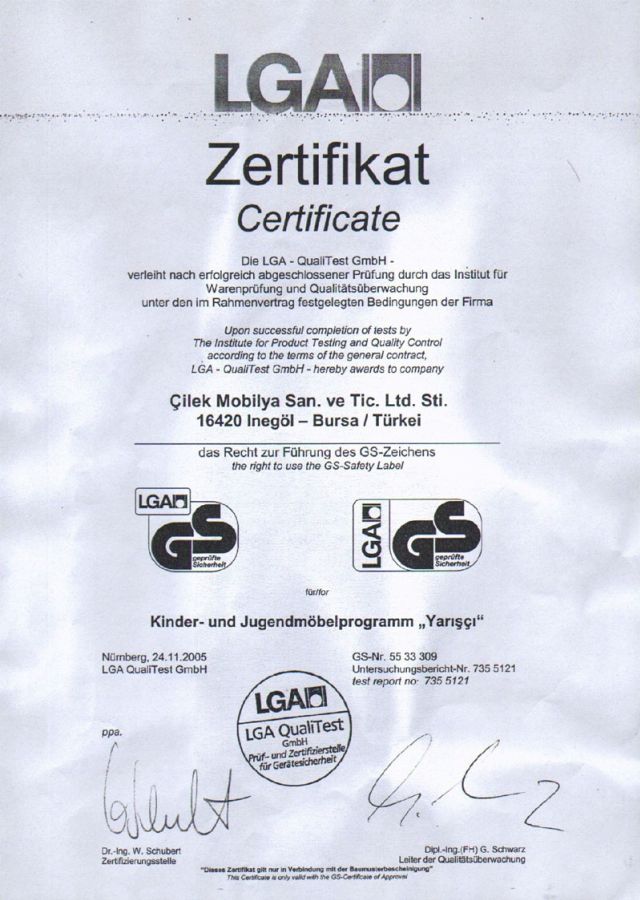 LGA
Zertifikat
Certificate
Die LGA - QualiTest GmbH -
verleiht nach erfolgreich abgeschlossener Prüfung durch das Institut für
Warenprüfung und Qualitätsüberwachung
unter den im Rahmenvertrag festgelegten Bedingungen der Firma
Upon successful completion of tests by
The Institute for Product Testing and Quality Control
according to the terms of the general contract,
LGA - QualiTest GmbH - hereby awards to company
Çilek Mobilya San. ve Tic. Ltd. Sti.
16420 Inegöl – Bursa / Türkei
das Recht zur Führung des GS-Zeichens
the right to use the GS-Safety Label
LGA
GS
geprüfte
Sicherheit
LGA
GS
geprüfte
Sicherheit
für/for
Kinder- und Jugendmöbelprogramm „Yarışçı"
Nürnberg, 24.11.2005
LGA QualiTest GmbH
GS-Nr. 55 33 309
Untersuchungsbericht-Nr. 735 5121
test report no: 735 5121
LGA
LGA QualiTest
GmbH
Prüf- und Zertifizierstelle
für Gerätesicherheit
ppa.
Dr.-Ing. W. Schubert
Zertifizierungsstelle
Dipl.-Ing.(FH) G. Schwarz
Leiter der Qualitätsüberwachung
"Dieses Zertifikat gilt nur in Verbindung mit der Baumusterbescheinigung"
This Certificate is only valid with the GS-Certificate of Approval